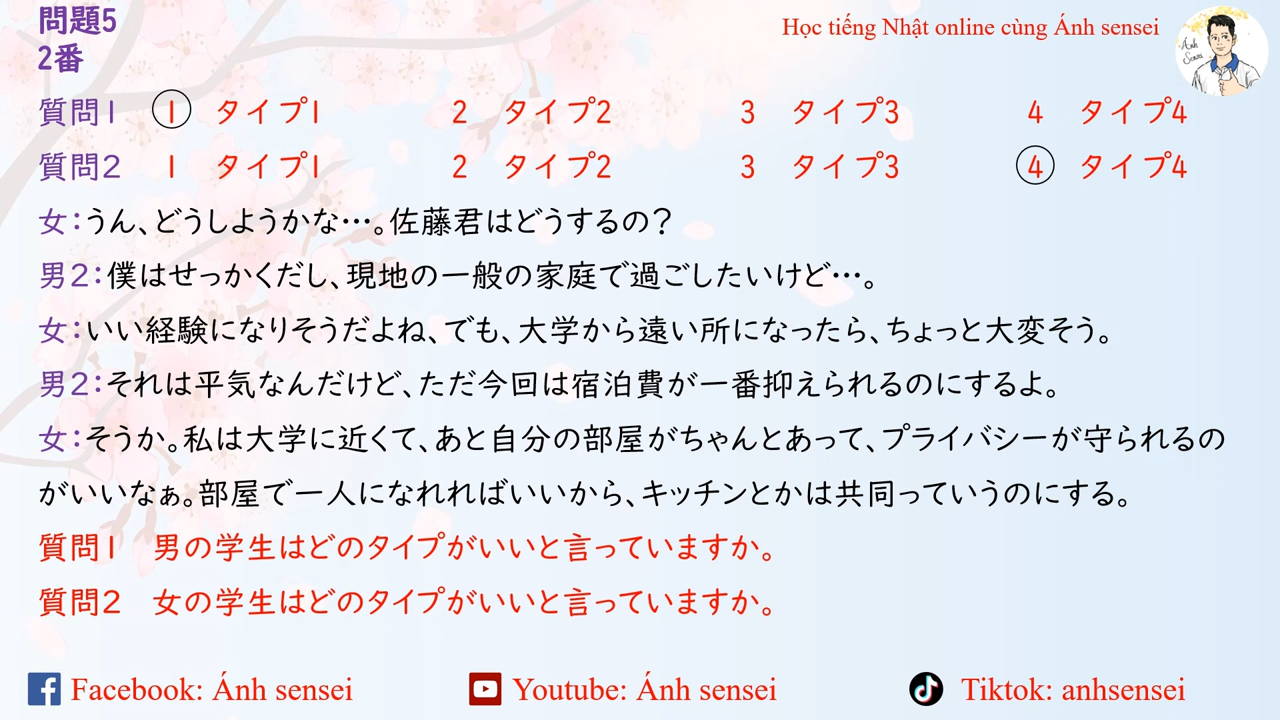 問題5
Học tiếng Nhật online cùng Ánh sensei
Ánh Sensei
2番
質問1 1 タイプ1 2 タイプ2 3 タイプ3 4 タイプ4
質問2 1 タイプ1 2 タイプ2 3 タイプ3 4 タイプ4
女：うん、どうしようかな…。佐藤君はどうするの？
男2：僕はせっかくだし、現地の一般の家庭で過ごしたいけど…。
女：いい経験になりそうだよね、でも、大学から遠い所になったら、ちょっと大変そう。
男2：それは平気なんだけど、ただ今回は宿泊費が一番抑えられるのにするよ。
女：そうか。私は大学に近くて、あと自分の部屋がちゃんとあって、プライバシーが守られるの
がいいなぁ。部屋で一人になれればいいから、キッチンとかは共同っていうのにする。
質問1 男の学生はどのタイプがいいと言っていますか。
質問2 女の学生はどのタイプがいいと言っていますか。
Facebook: Ánh sensei
Youtube: Ánh sensei
Tiktok: anhsensei